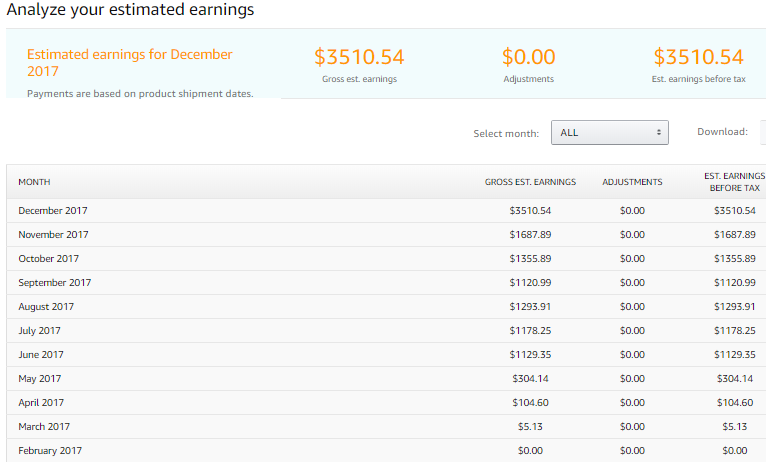 Analyze your estimated earnings
Estimated earnings for December
2017
Payments are based on product shipment dates.
$3510.54
Gross est. earnings
$0.00
Adjustments
$3510.54
Est. earnings before tax
Select month: ALL Download:
MONTH GROSS EST. EARNINGS ADJUSTMENTS EST. EARNINGS
BEFORE TAX
December 2017 $3510.54 $0.00 $3510.54
November 2017 $1687.89 $0.00 $1687.89
October 2017 $1355.89 $0.00 $1355.89
September 2017 $1120.99 $0.00 $1120.99
August 2017 $1293.91 $0.00 $1293.91
July 2017 $1178.25 $0.00 $1178.25
June 2017 $1129.35 $0.00 $1129.35
May 2017 $304.14 $0.00 $304.14
April 2017 $104.60 $0.00 $104.60
March 2017 $5.13 $0.00 $5.13
February 2017 $0.00 $0.00 $0.00